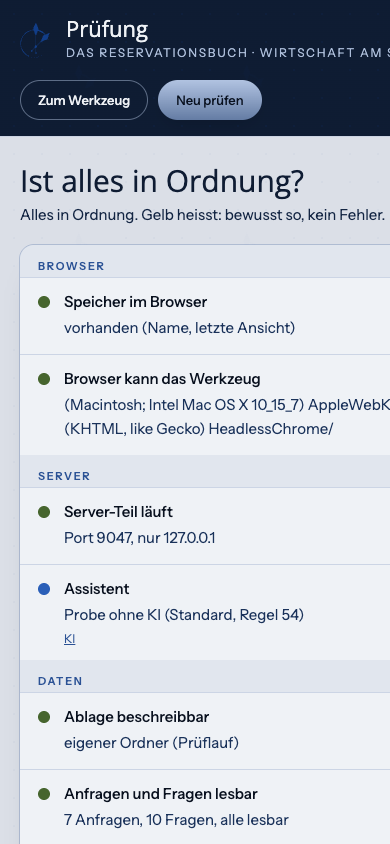 Prüfung
DAS RESERVATIONSBUCH · WIRTSCHAFT AM
Zum Werkzeug
Neu prüfen
Ist alles in Ordnung?
Alles in Ordnung. Gelb heisst: bewusst so, kein Fehler.
BROWSER
Speicher im Browser
vorhanden (Name, letzte Ansicht)
Browser kann das Werkzeug
(Macintosh; Intel Mac OS X 10_15_7)
(KHTML, like Gecko) HeadlessChrome/
SERVER
Server-Teil läuft
Port 9047, nur 127.0.0.1
Assistent
Probe ohne KI (Standard, Regel 54)
KI
DATEN
Ablage beschreibbar
eigener Ordner (Prüflauf)
Anfragen und Fragen lesbar
7 Anfragen, 10 Fragen, alle lesbar